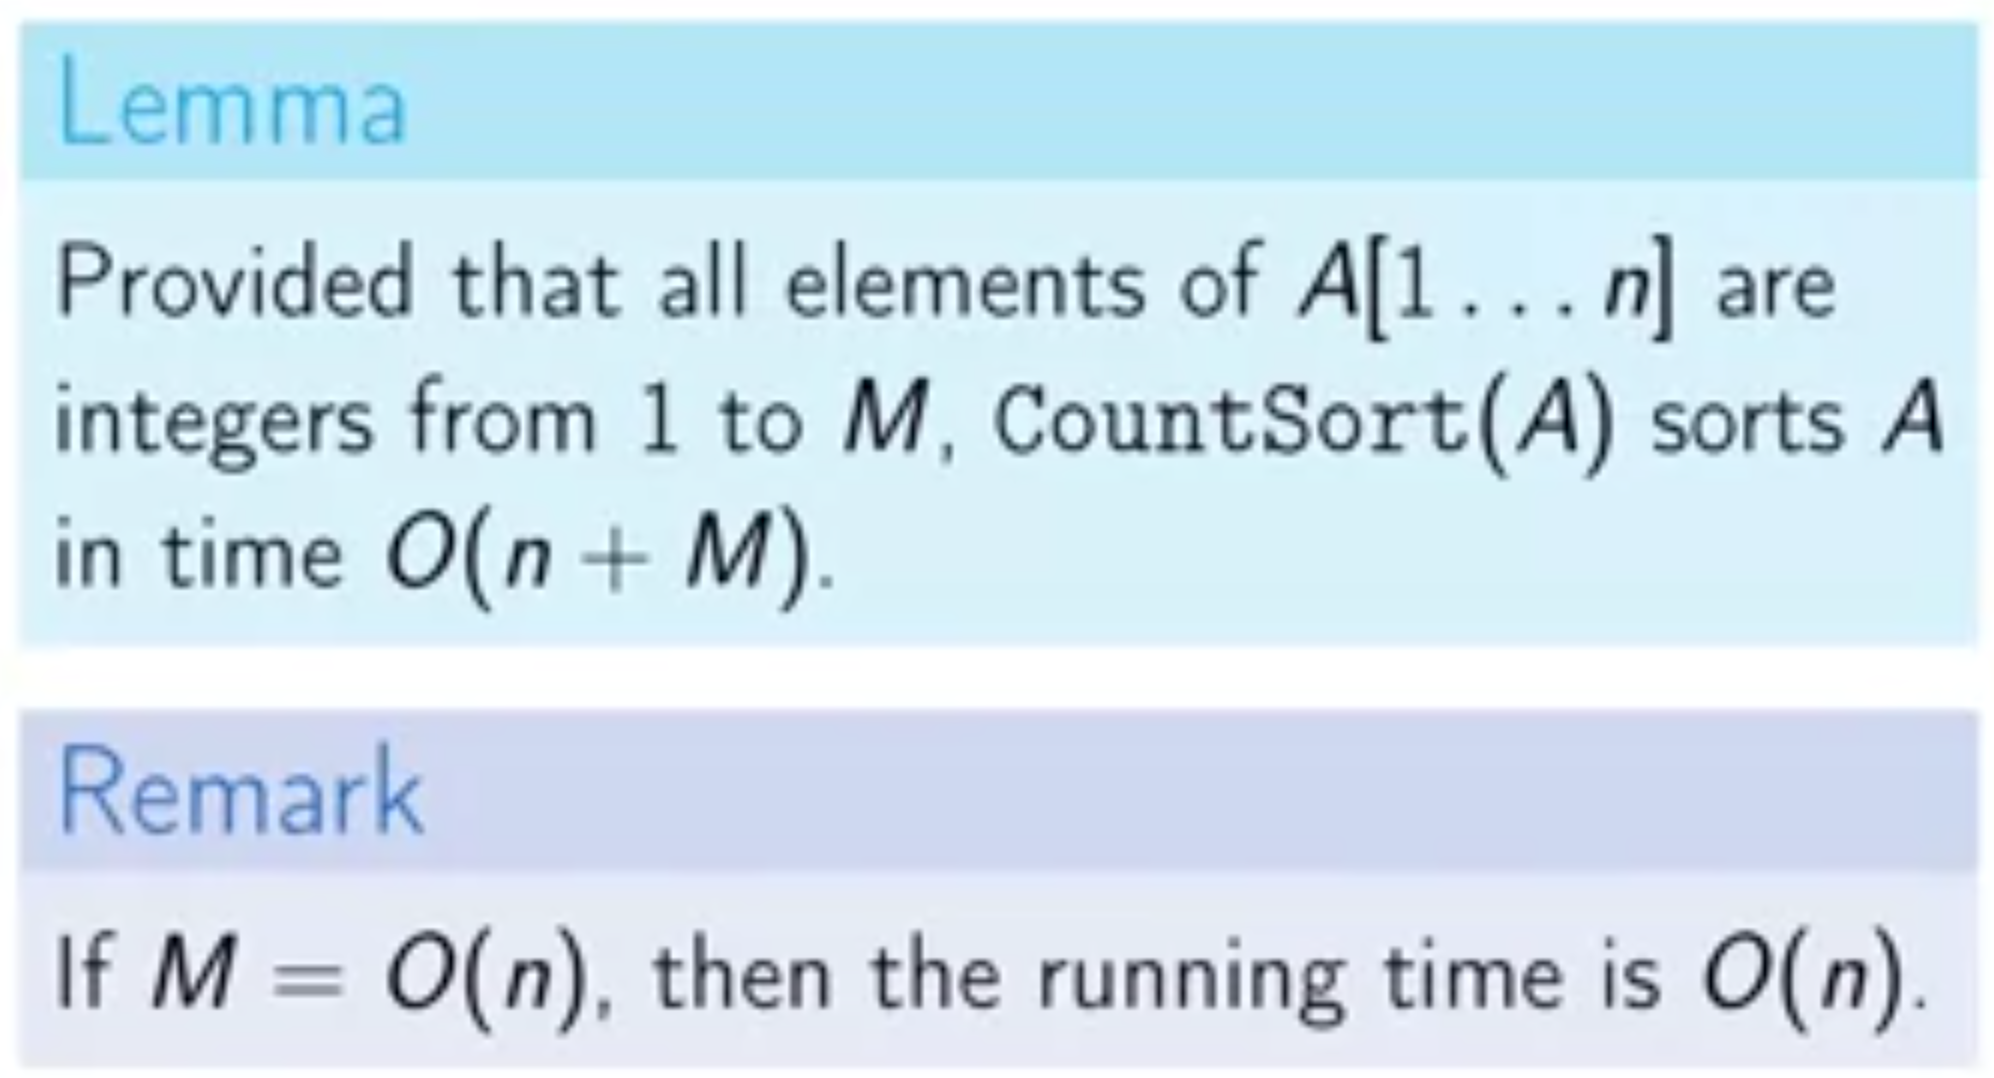 Lemma
Provided that all elements of A[1 . . . n] are
integers from 1 to M, CountSort(A) sorts A
in time O(n + M).
Remark
If M = O(n), then the running time is O(n).